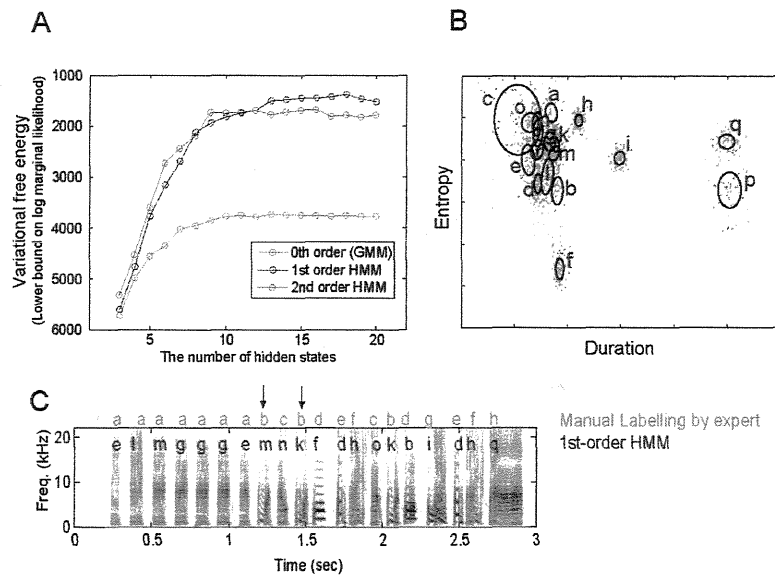 A
B
1000
1000
2000
3000
4000
5000
6000
Variational free energy
(Lower bound on log marginal likelihood)
0th order (GMM)
1st order HMM
2nd order HMM
5
10
15
20
The number of hidden states
Entropy
c
o
a
h
k
m
i
q
e
b
p
f
Duration
C
a a a a a a a b c b d e f c b d q e f h
Manual Labelling by expert
1st-order HMM
e l m g g g e m n k f d h o k b i d h q
Freq. (kHz)
20
10
0
0 0.5 1 1.5 2 2.5 3
Time (sec)